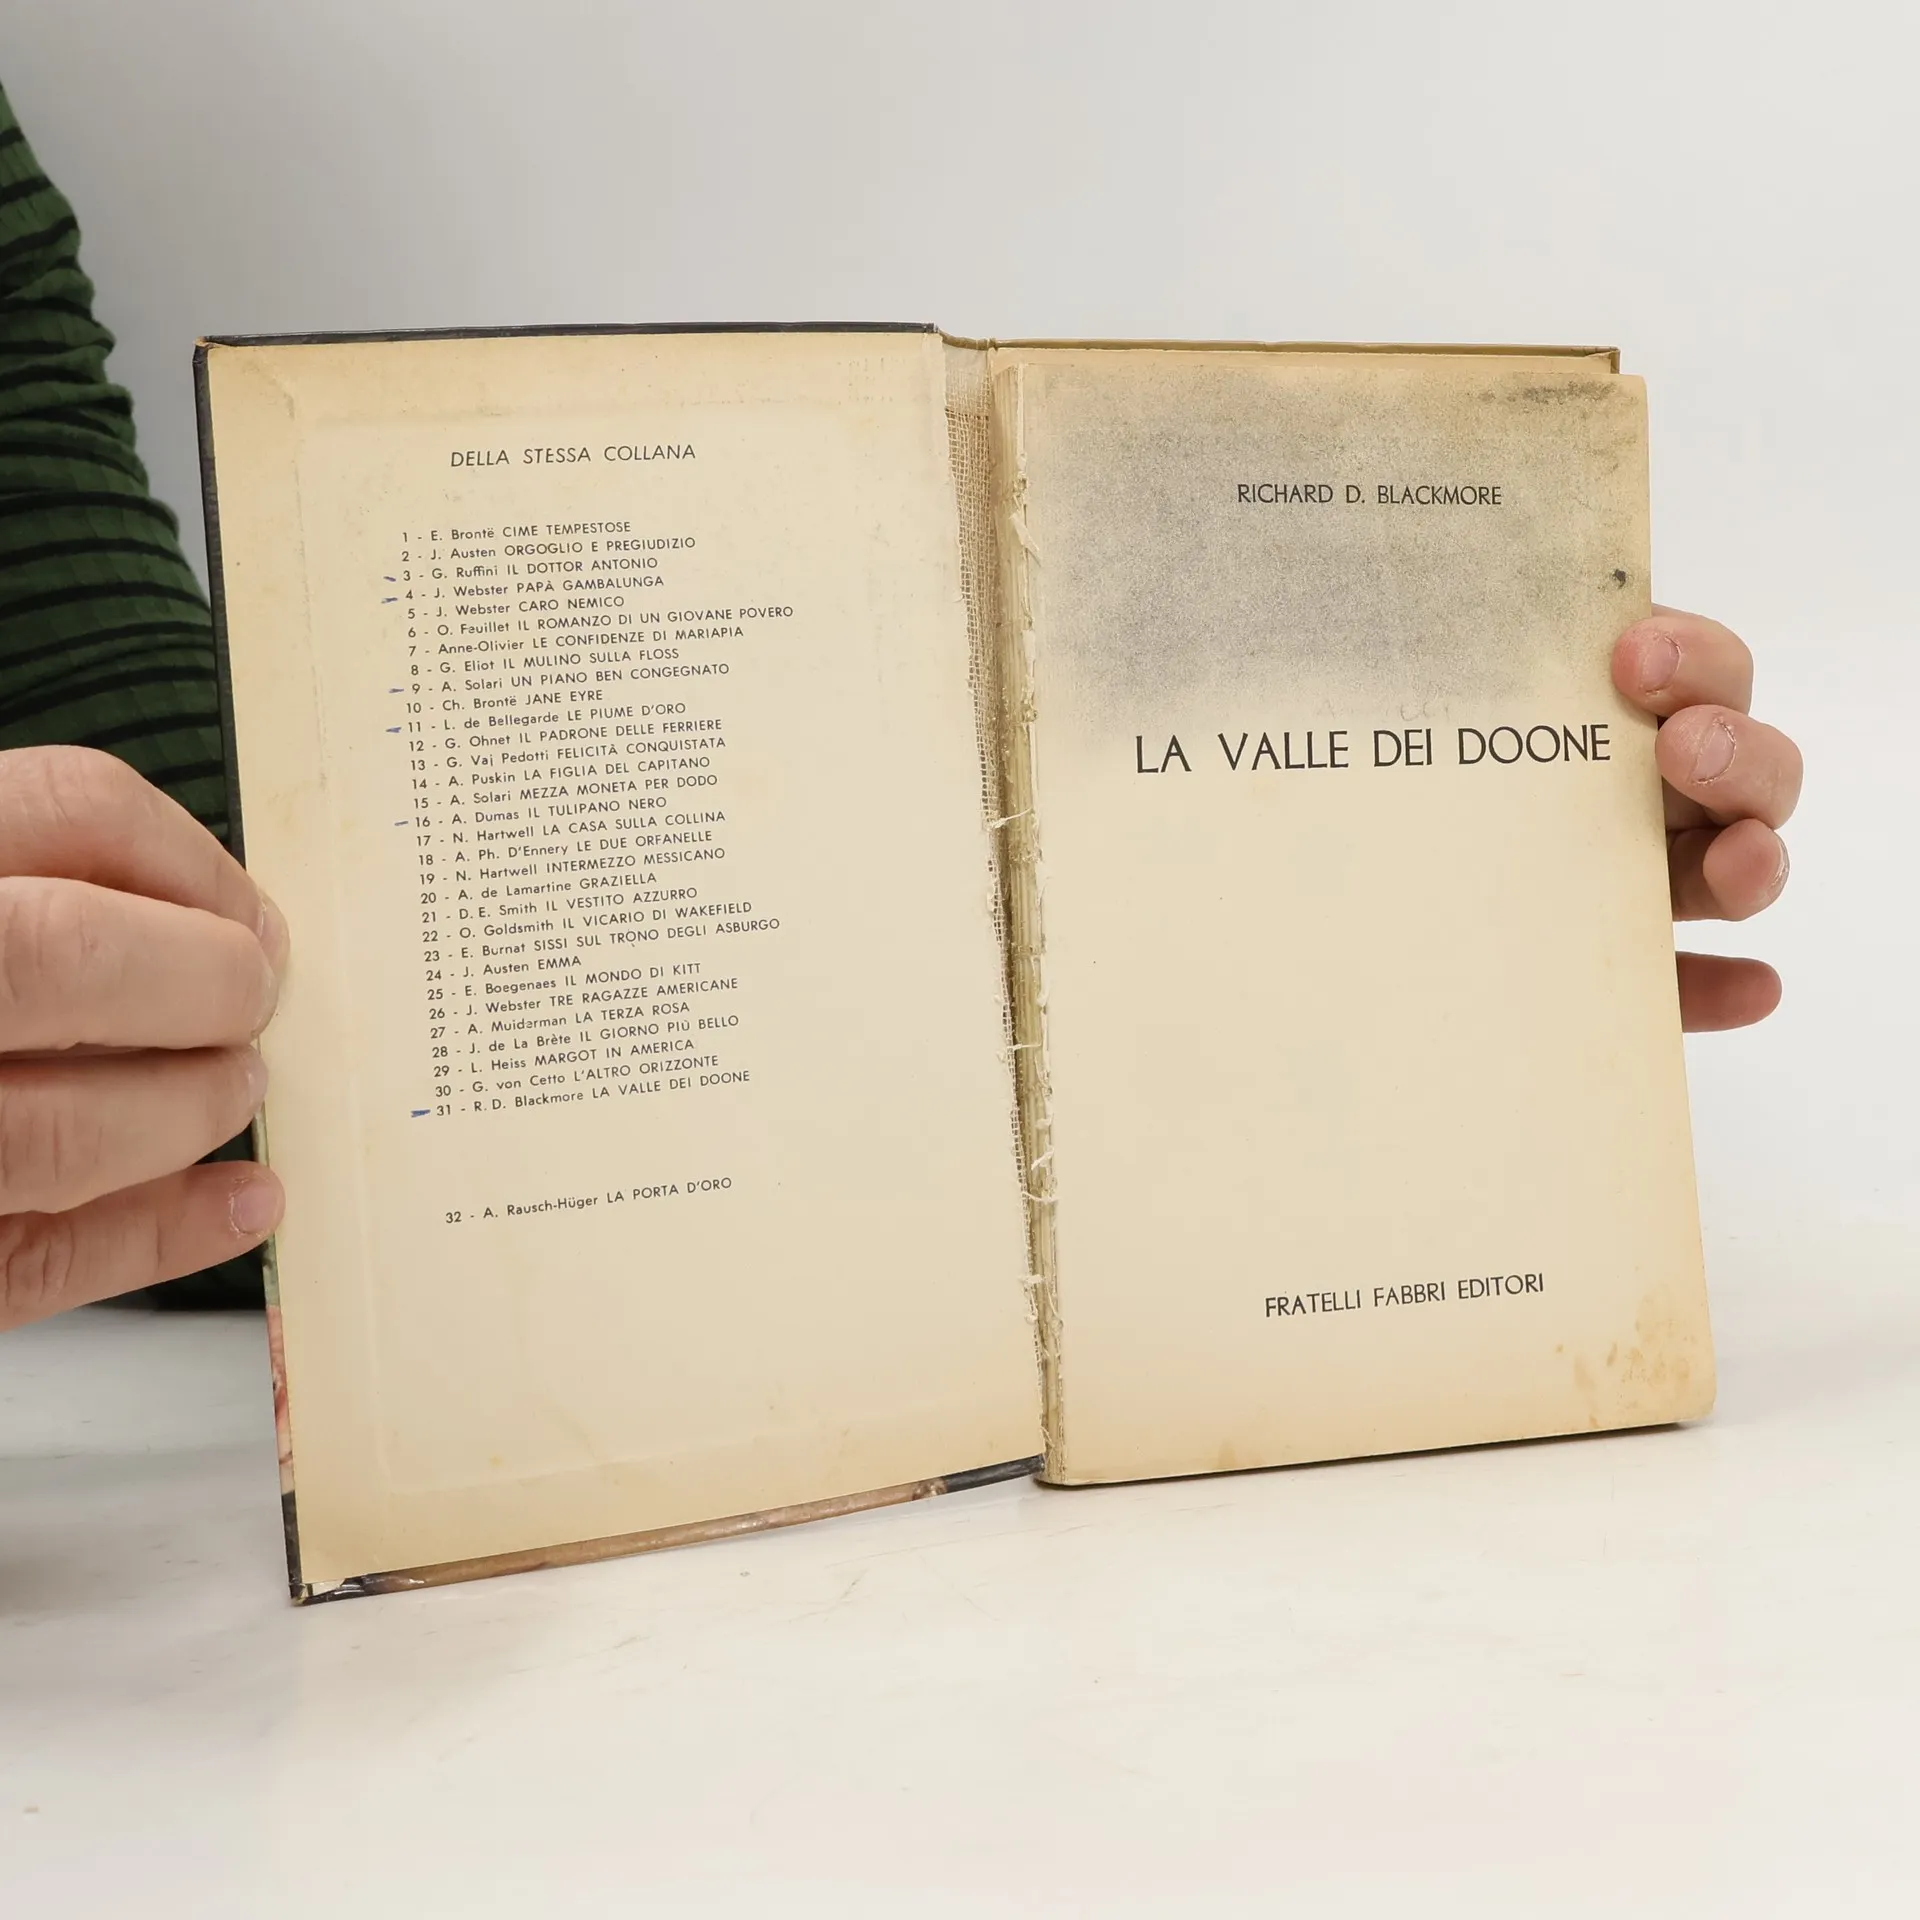 DELLA STESSA COLLANA
1 - E. Brontë CIME TEMPESTOSE
2 - J. Austen ORGOGLIO E PREGIUDIZIO
3 - G. Ruffini IL DOTTOR ANTONIO
4 - J. Webster PAPÀ GAMBALUNGA
5 - J. Webster CARO NEMICO
6 - O. Feuillet IL ROMANZO DI UN GIOVANE POVERO
7 - Anne-Olivier LE CONFIDENZE DI MARIAPIA
8 - G. Eliot IL MULINO SULLA FLOSS
9 - A. Solari UN PIANO BEN CONGEGNATO
10 - Ch. Brontë JANE EYRE
11 - L. de Bellegarde LE PIUME D'ORO
12 - G. Ohnet IL PADRONE DELLE FERRIERE
13 - G. Vaj Pedotti FELICITÀ CONQUISTATA
14 - A. Puskin LA FIGLIA DEL CAPITANO
15 - A. Solari MEZZA MONETA PER DODO
16 - A. Dumas IL TULIPANO NERO
17 - N. Hartwell LA CASA SULLA COLLINA
18 - A. Ph. D'Ennery LE DUE ORFANELLE
19 - N. Hartwell INTERMEZZO MESSICANO
20 - A. de Lamartine GRAZIELLA
21 - D. E. Smith IL VESTITO AZZURRO
22 - O. Goldsmith IL VICARIO DI WAKEFIELD
23 - E. Burnat SISSI SUL TRONO DEGLI ASBURGO
24 - J. Austen EMMA
25 - E. Boegenaes IL MONDO DI KITT
26 - J. Webster TRE RAGAZZE AMERICANE
27 - A. Muiderman LA TERZA ROSA
28 - J. de La Brète IL GIORNO PIÙ BELLO
29 - L. Heiss MARGOT IN AMERICA
30 - G. von Cetto L'ALTRO ORIZZONTE
31 - R. D. Blackmore LA VALLE DEI DOONE
32 - A. Rausch-Hüger LA PORTA D'ORO
RICHARD D. BLACKMORE
LA VALLE DEI DOONE
FRATELLI FABBRI EDITORI